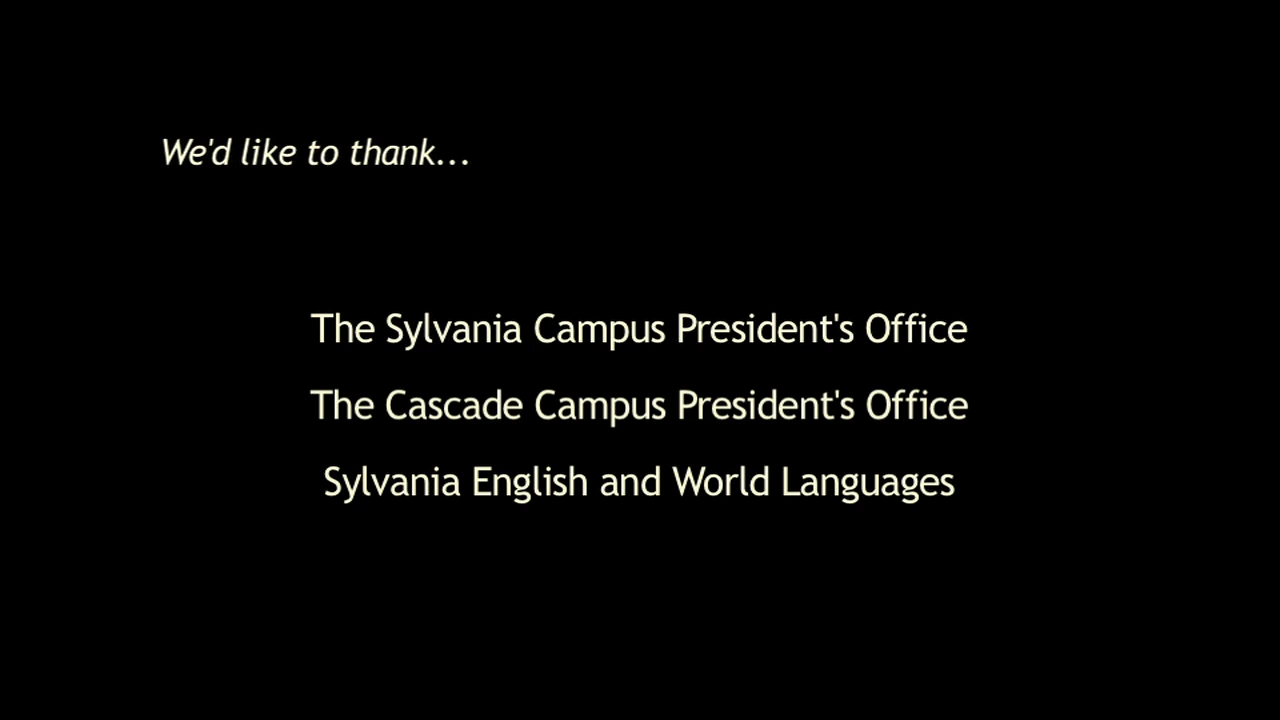 We'd like to thank...
The Sylvania Campus President's Office
The Cascade Campus President's Office
Sylvania English and World Languages